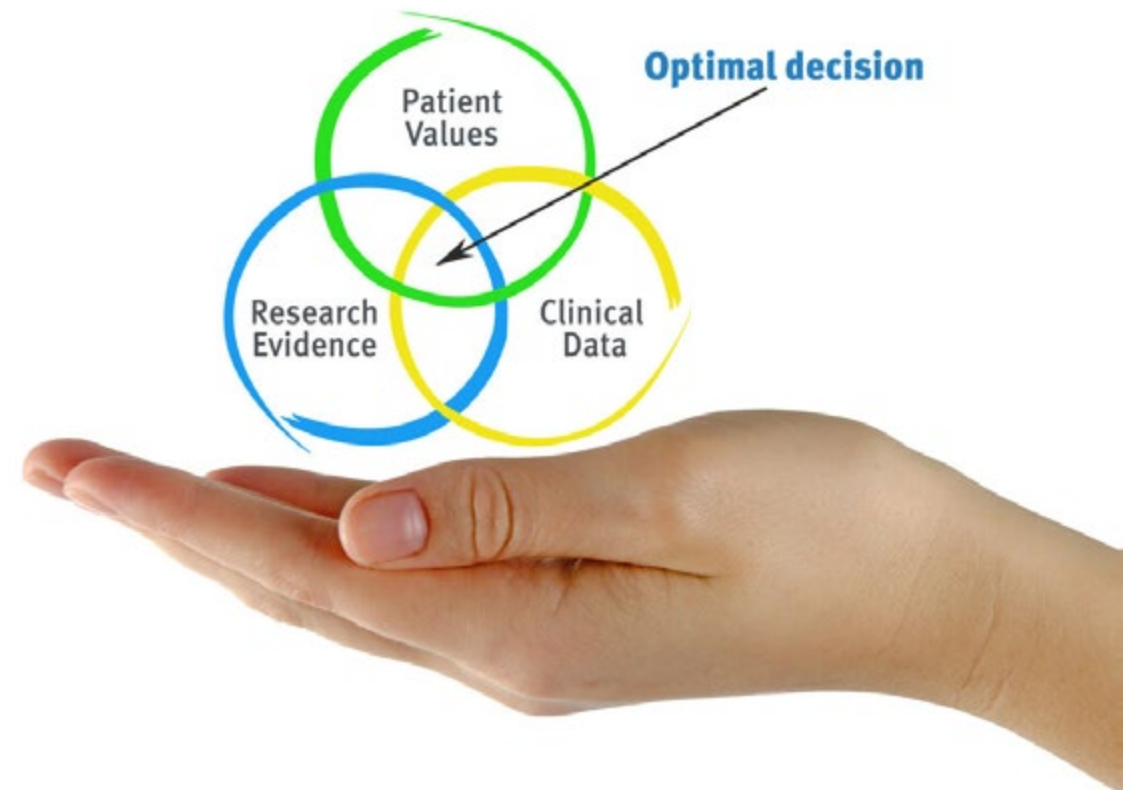 Optimal decision
Patient
Values
Research
Evidence
Clinical
Data